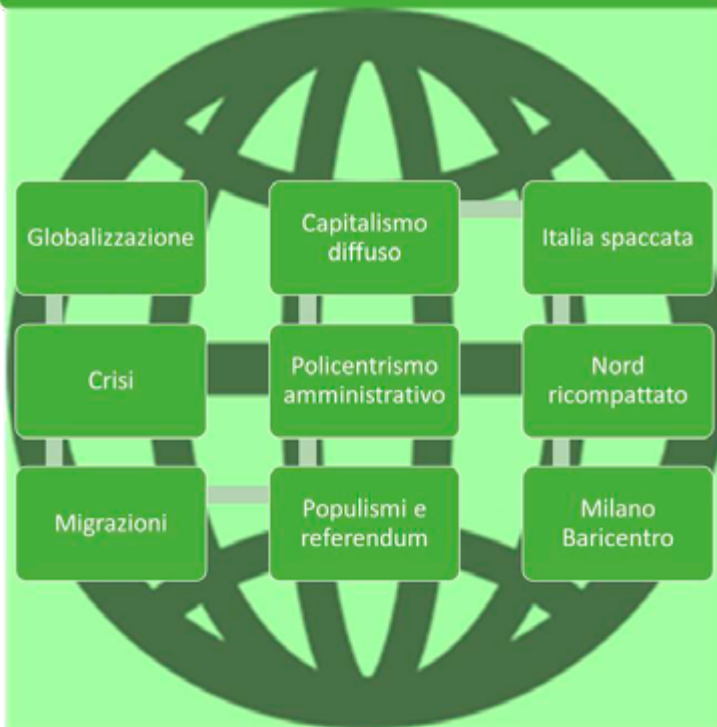 Globalizzazione
Crisi
Migrazioni
Populismi e
referendum
Policentrismo
amministrativo
Capitalismo
diffuso
Italia spaccata
Nord
ricompattato
Milano
Baricentro